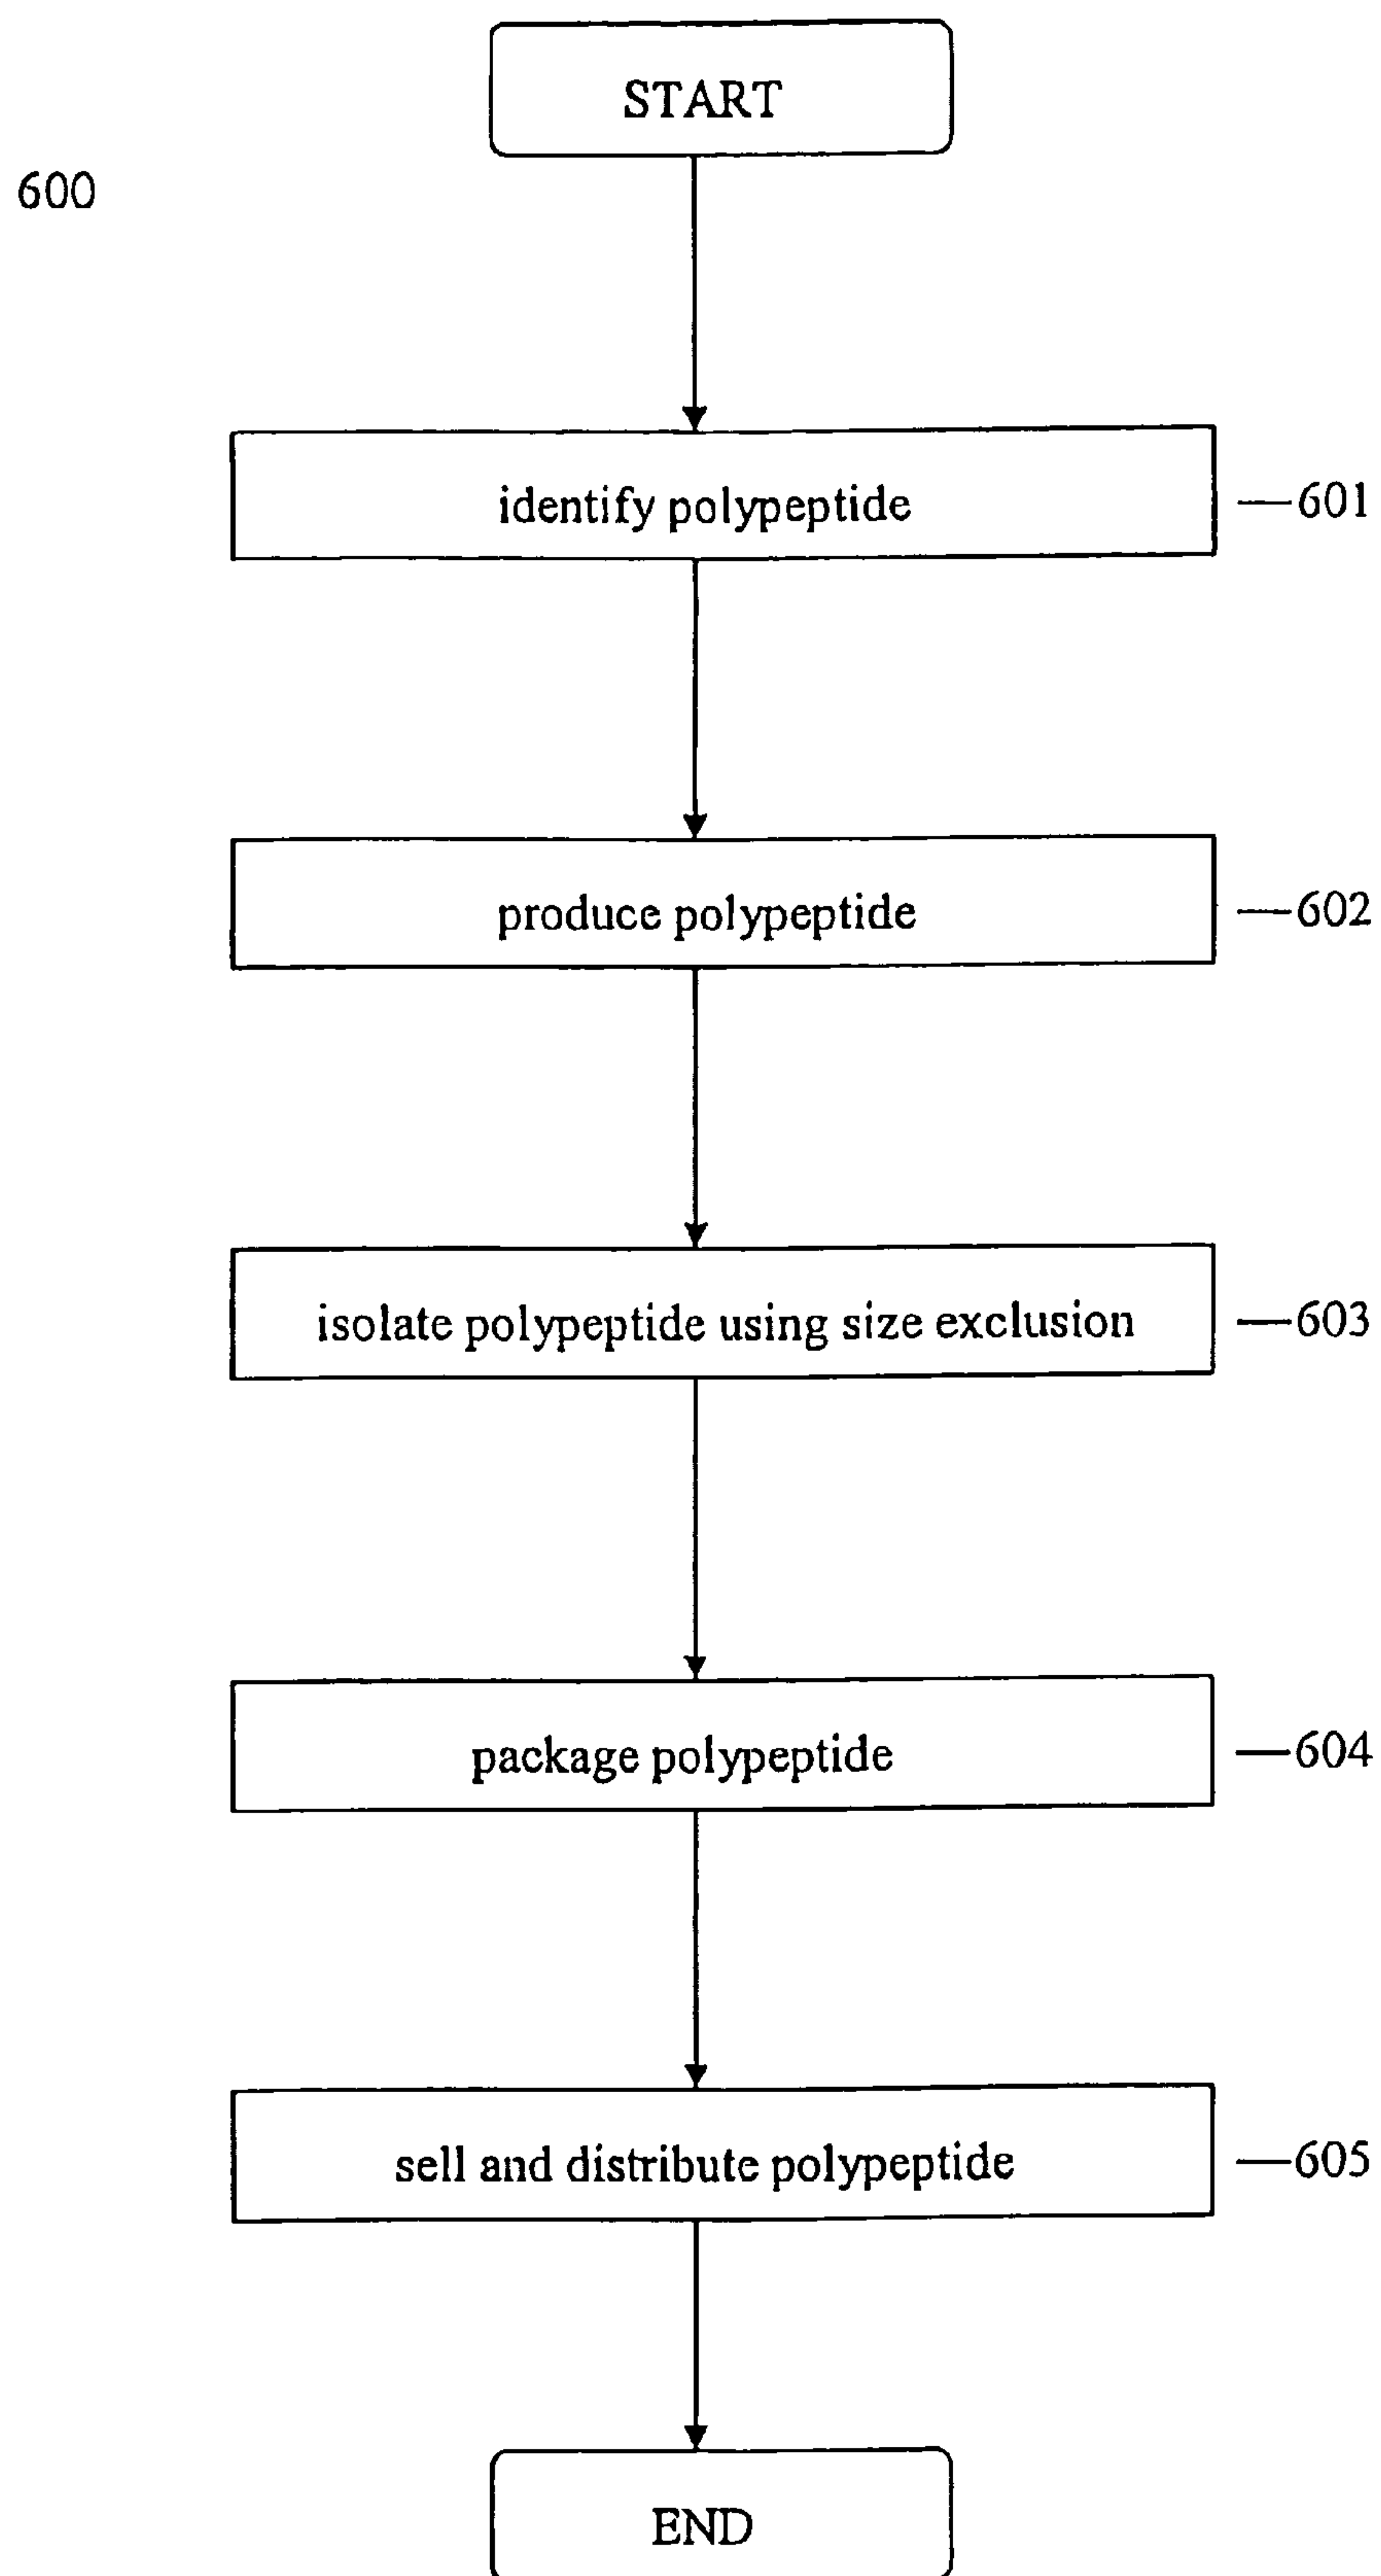 START
600
identify polypeptide
601
produce polypeptide
602
isolate polypeptide using size exclusion
603
package polypeptide
604
sell and distribute polypeptide
605
END